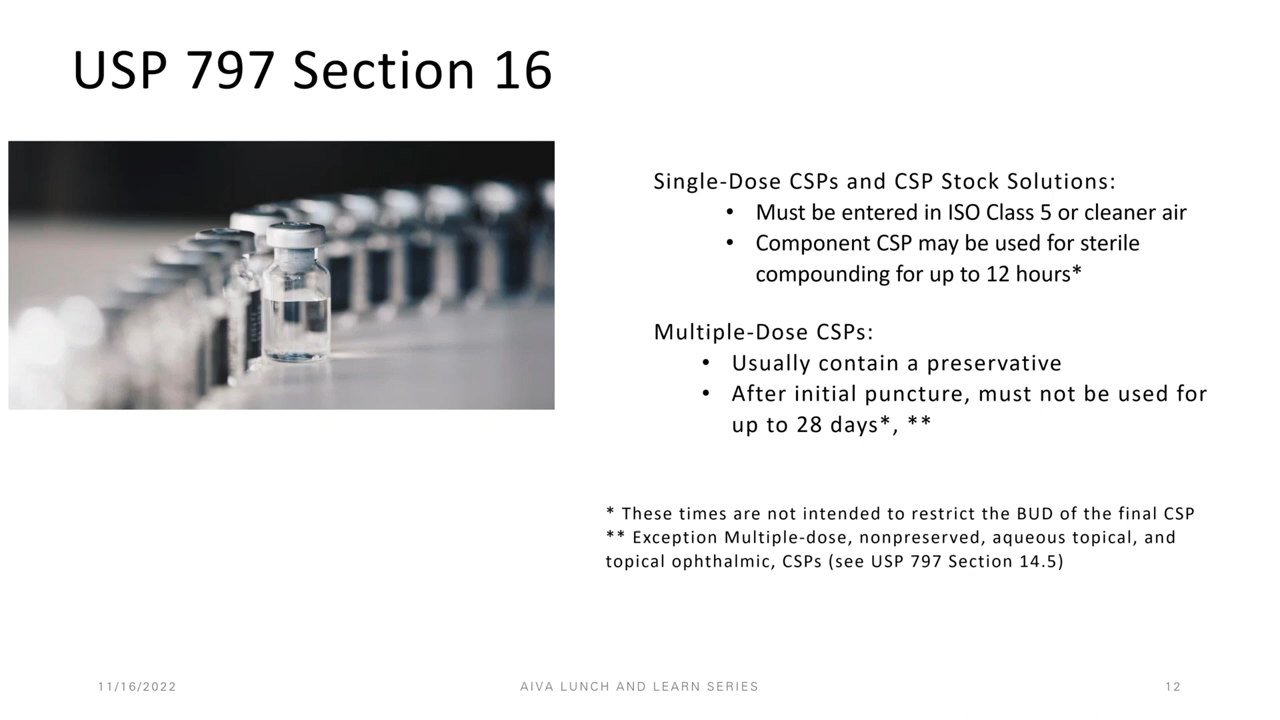 USP 797 Section 16
Single-Dose CSPs and CSP Stock Solutions:
• Must be entered in ISO Class 5 or cleaner air
• Component CSP may be used for sterile
compounding for up to 12 hours*
Multiple-Dose CSPs:
• Usually contain a preservative
• After initial puncture, must not be used for
up to 28 days*, **
* These times are not intended to restrict the BUD of the final CSP
** Exception Multiple-dose, nonpreserved, aqueous topical, and
topical ophthalmic, CSPs (see USP 797 Section 14.5)
11/16/2022
AIVA LUNCH AND LEARN SERIES
12